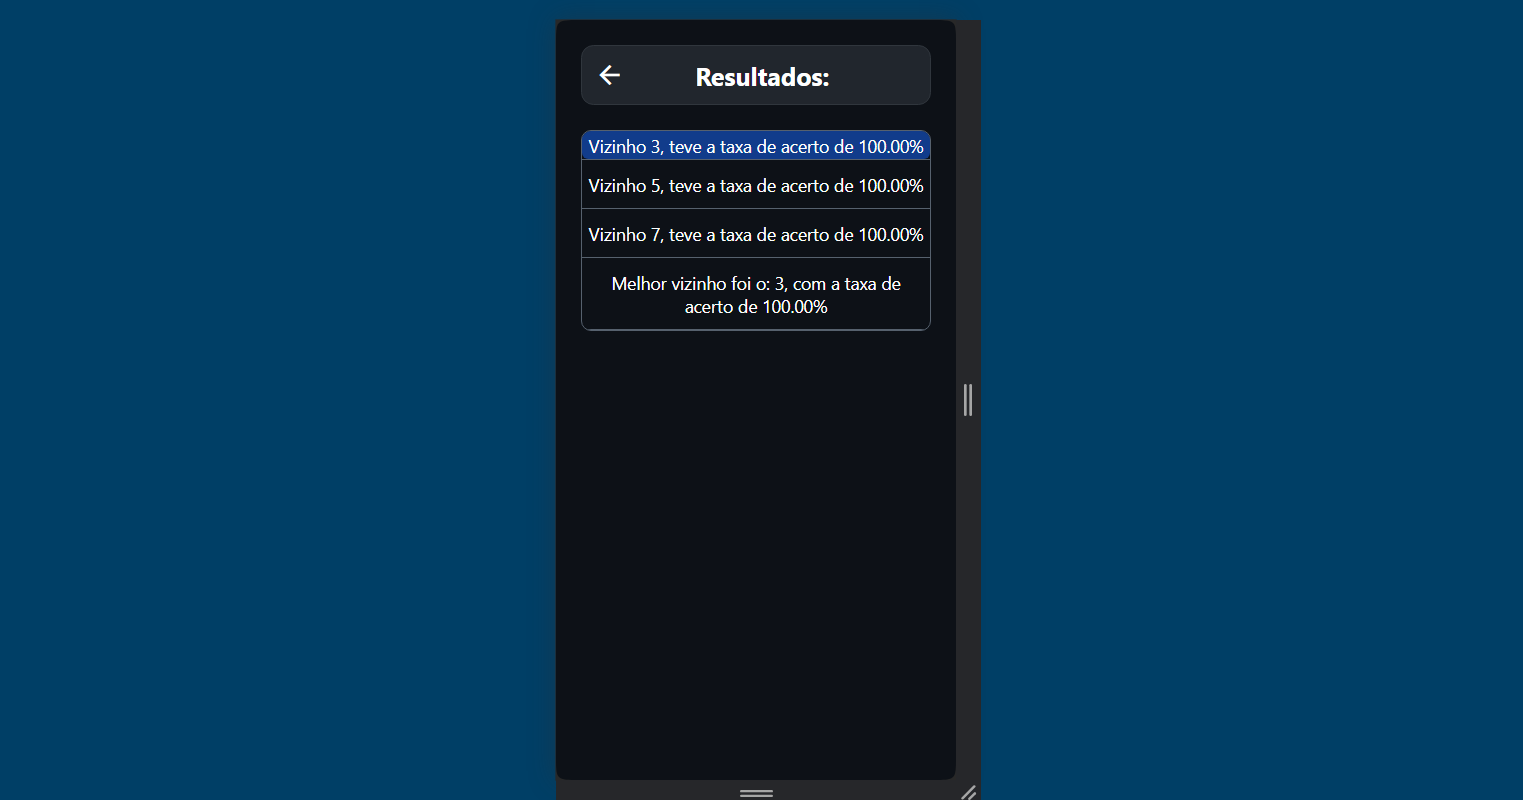 Resultados:
Vizinho 3, teve a taxa de acerto de 100.00%
Vizinho 5, teve a taxa de acerto de 100.00%
Vizinho 7, teve a taxa de acerto de 100.00%
Melhor vizinho foi o: 3, com a taxa de
acerto de 100.00%